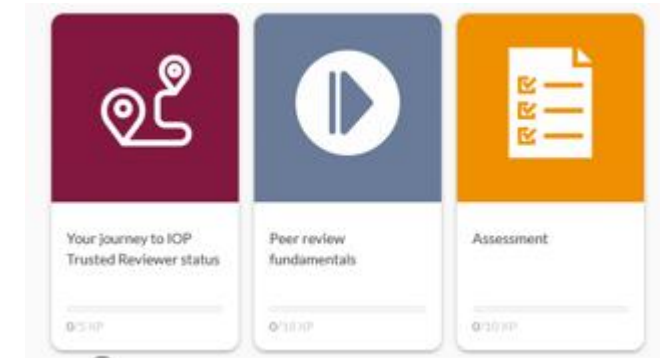 Your journey to IOP
Trusted Reviewer status
0/5 XP
Peer review
fundamentals
0/18 XP
Assessment
0/10 XP